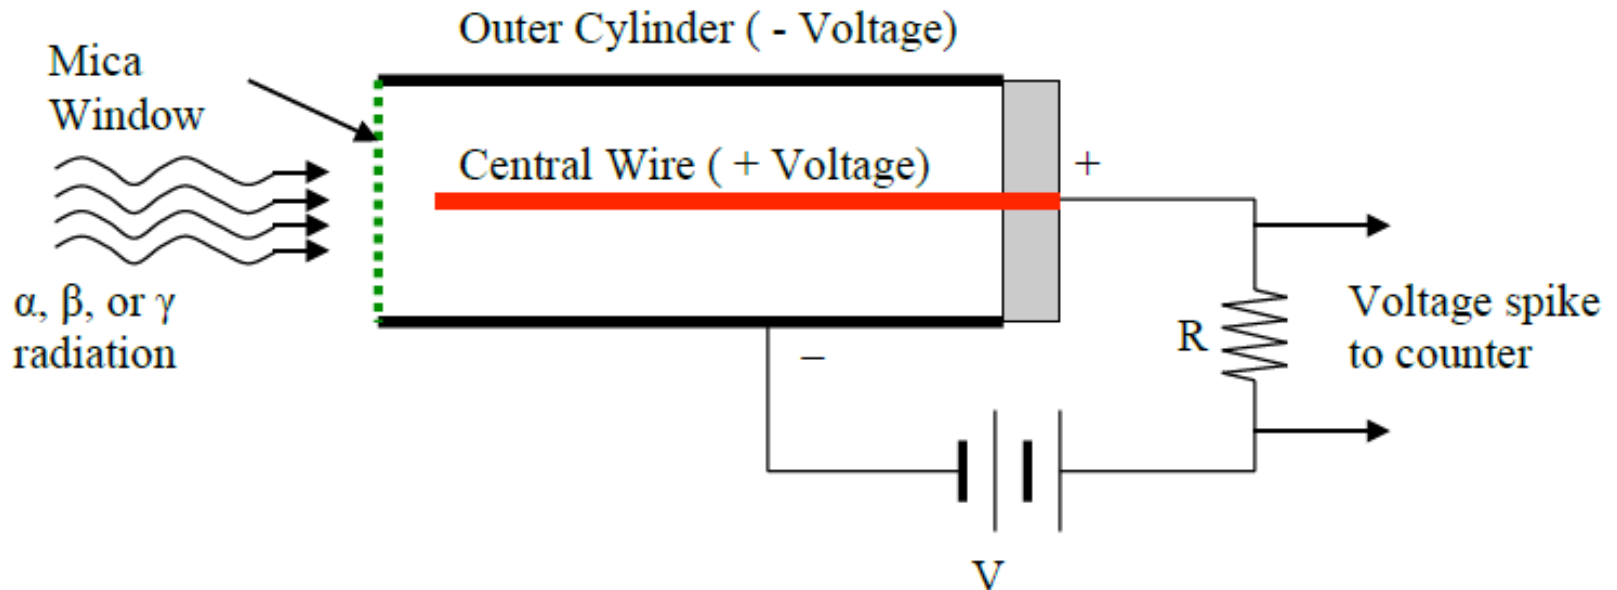 Outer Cylinder ( - Voltage)
Mica
Window
Central Wire ( + Voltage)
+
α, β, or γ
radiation
–
R
Voltage spike
to counter
V